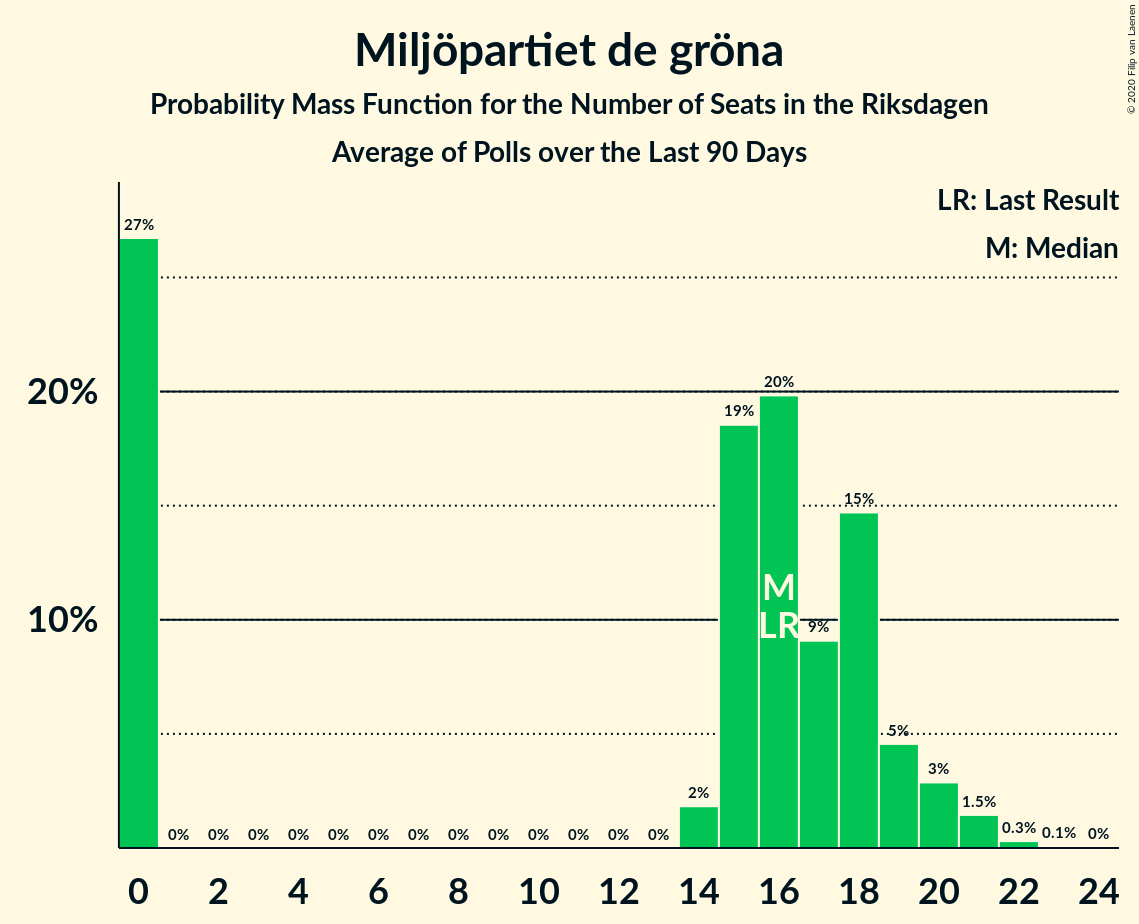 Miljöpartiet de gröna
Probability Mass Function for the Number of Seats in the Riksdagen
Average of Polls over the Last 90 Days
© 2020 Filip van Laenen
LR: Last Result
M: Median
27%
20%
20%
19%
15%
M
10%
LR
9%
5%
3%
2%
1.5%
0% 0% 0% 0% 0% 0% 0% 0% 0% 0% 0% 0% 0% 0.3% 0.1% 0%
0 2 4 6 8 10 12 14 16 18 20 22 24